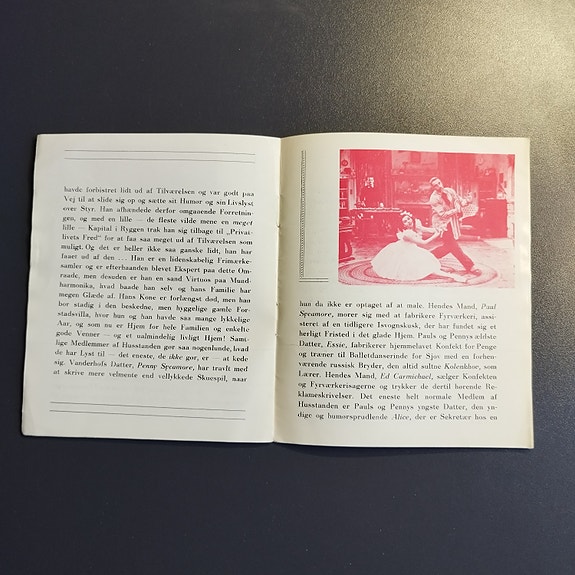 havde forbistret lidt ud af Tilværelsen og var godt paa
Vej til at slide sig op og sætte sit Humor og sin Livslyst
over Styr. Han afhændede derfor omgaaende Forretnin-
gen, og med en lille — de fleste vilde mene en meget
lille — Kapital i Ryggen trak han sig tilbage til „Privat-
livets Fred“ for at faa saa meget ud af Tilværelsen som
muligt. Og det er heller ikke saa ganske lidt, han har
faaet ud af den ... Han er en lidenskabelig Frimærke-
samler og er efterhaanden blevet Ekspert paa dette Om-
raade, men desuden er han en sand Virtuos paa Mund-
harmonika, hvad baade han selv og hans Familie har
megen Glæde af. Hans Kone er forlængst død, men han
bor stadig i den beskedne, men hyggelige gamle For-
stadsvilla, hvor hun og han havde saa mange lykkelige
Aar, og som nu er Hjem for hele Familien og enkelte
gode Venner — og et ualmindelig livligt Hjem! Samt-
lige Medlemmer af Husstanden gør saa nogenlunde, hvad
de har Lyst til — det eneste, de ikke gør, er — at kede
sig. Vanderhofs Datter, Penny Sycamore, har travlt med
at skrive mere velmente end vellykkede Skuespil, naar
hun da ikke er optaget af at male. Hendes Mand, Paul
Sycamore, morer sig med at fabrikere Fyrværkeri, assi-
steret af en tidligere Isvognskusk, der har fundet sig et
herligt Fristed i det glade Hjem. Pauls og Pennys ældste
Datter, Essie, fabrikerer hjemmelavet Konfekt for Penge
og træner til Balletdanserinde for Sjov med en forhen-
værende russisk Bryder, den altid sultne Kolenkhoe, som
Lærer. Hendes Mand, Ed Carmichael, sælger Konfekten
og Fyrværkerisagerne og trykker de dertil hørende Re-
klameskrivelser. Det eneste helt normale Medlem af
Husstanden er Pauls og Pennys yngste Datter, den yn-
dige og humørsprudlende Alice, der er Sekretær hos en